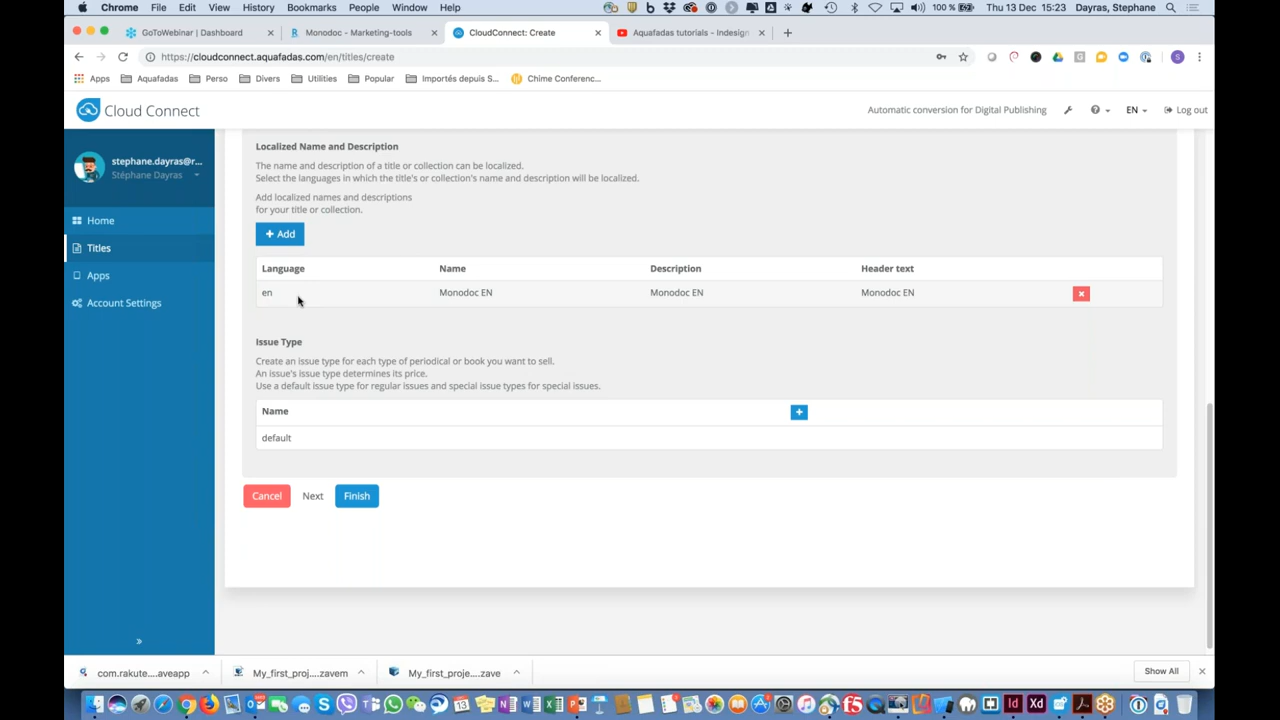 Chrome File Edit View History Bookmarks People Window Help 100 % Thu 13 Dec 15:23 Dayras, Stephane
GoToWebinar | Dashboard Monodoc - Marketing-tools CloudConnect: Create Aquafadas tutorials - Indesign
https://cloudconnect.aquafadas.com/en/titles/create
Apps Aquafadas Perso Divers Utilities Popular Importés depuis S... Chime Conferenc...
Cloud Connect Automatic conversion for Digital Publishing EN Log out
stephane.dayras@r...
Stéphane Dayras
Home
Titles
Apps
Account Settings
Localized Name and Description
The name and description of a title or collection can be localized.
Select the languages in which the title's or collection's name and description will be localized.
Add localized names and descriptions
for your title or collection.
+ Add
Language Name Description Header text
en Monodoc EN Monodoc EN Monodoc EN
Issue Type
Create an issue type for each type of periodical or book you want to sell.
An issue's issue type determines its price.
Use a default issue type for regular issues and special issue types for special issues.
Name
default
Cancel Next Finish
com.rakute....aveapp My_first_proj....zavem My_first_proje....zave Show All